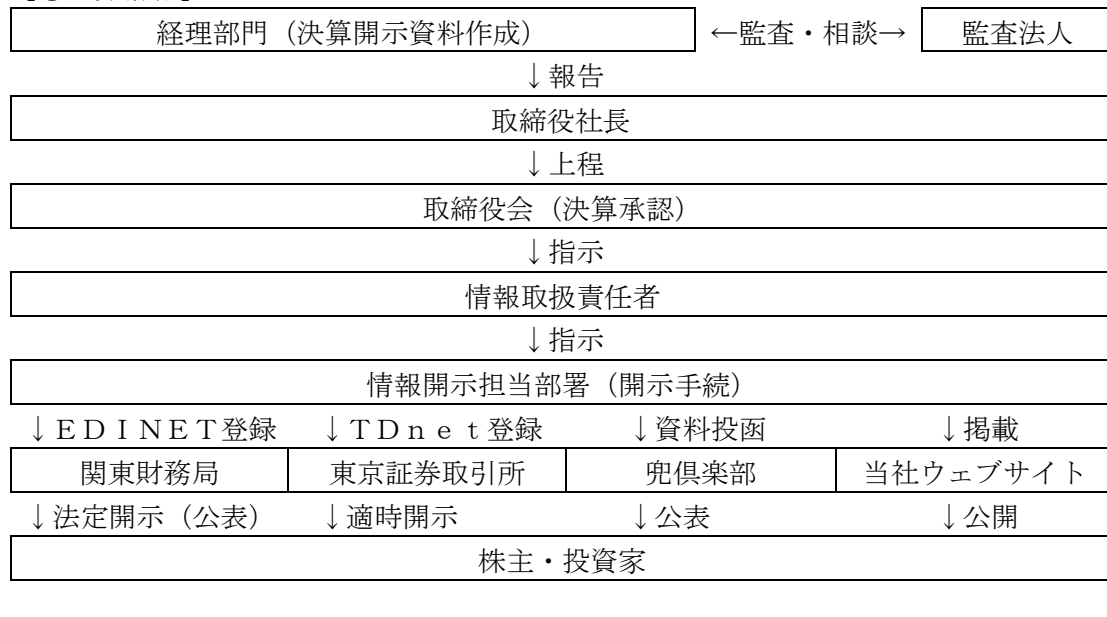 経理部門（決算開示資料作成） ←監査・相談→ 監査法人
↓報告
取締役社長
↓上程
取締役会（決算承認）
↓指示
情報取扱責任者
↓指示
情報開示担当部署（開示手続）
↓ＥＤＩＮＥＴ登録 ↓ＴＤｎｅｔ登録 ↓資料投函 ↓掲載
関東財務局 東京証券取引所 兜倶楽部 当社ウェブサイト
↓法定開示（公表） ↓適時開示 ↓公表 ↓公開
株主・投資家